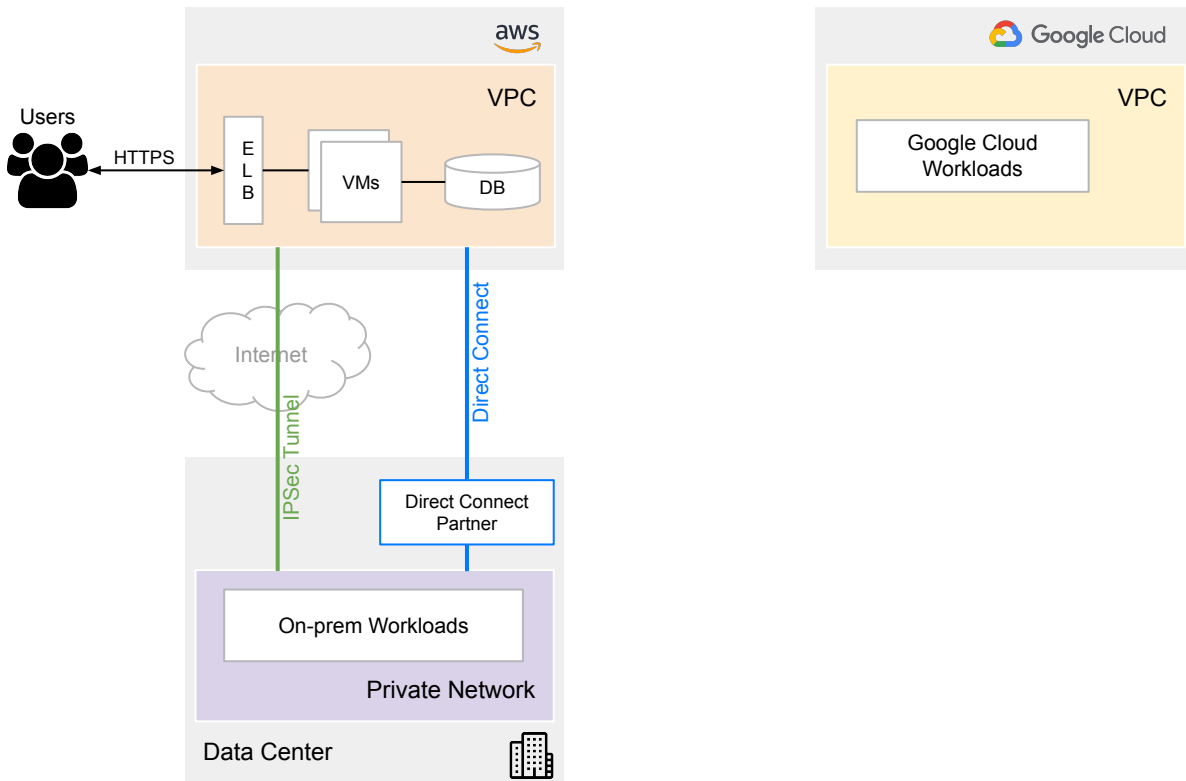 aws
Google Cloud
VPC
VPC
Users
HTTPS
E
L
B
VMs
DB
Google Cloud
Workloads
Internet
Direct Connect
IPSec Tunnel
Direct Connect
Partner
On-prem Workloads
Private Network
Data Center